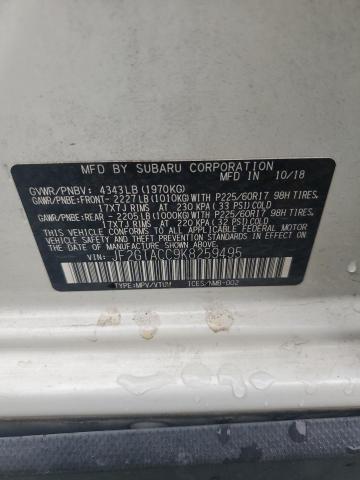 MFD BY SUBARU CORPORATION 10/18
GVWR/PNBV: 4343LB (1970KG)
GAWR/PNBE:FRONT- 2227LB (1010KG) WITH P225/60R17 98H TIRES,
17X7J RIMS AT 230 KPA (33 PSI) COLD
GAWR/PNBE:REAR - 2205LB (1000KG) WITH P225/60R17 98H TIRES,
17X7J RIMS AT 220 KPA (32 PSI) COLD
THIS VEHICLE CONFORMS TO ALL APPLICABLE
FEDERAL MOTOR VEHICLE SAFETY, BUMPER, AND
THEFT PREVENTION STANDARDS IN EFFECT ON THE
DATE OF MANUFACTURE SHOWN ABOVE.
VIN: JF2GTACC9K8259495
TYPE:MPV/VTUM ICES/NMB-002